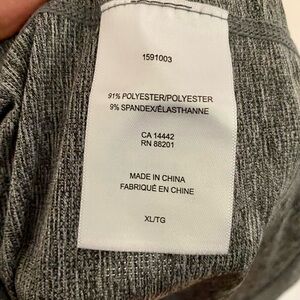 1591003
91% POLYESTER/POLYESTER
9% SPANDEX/ÉLASTHANNE
CA 14442
RN 88201
MADE IN CHINA
FABRIQUÉ EN CHINE
XL/TG